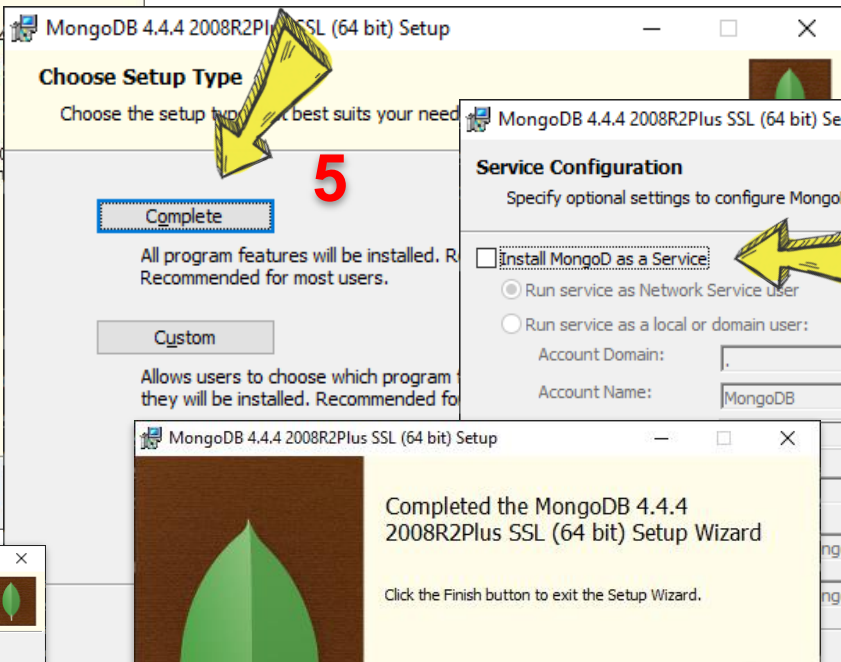 MongoDB 4.4.4 2008R2Pl SSL (64 bit) Setup
Choose Setup Type
Choose the setup best suits your need
5
Complete
All program features will be installed. R
Recommended for most users.
Custom
Allows users to choose which program
they will be installed. Recommended fo
MongoDB 4.4.4 2008R2Plus SSL (64 bit) Se
Service Configuration
Specify optional settings to configure Mongo
Install MongoD as a Service
Run service as Network Service user
Run service as a local or domain user:
Account Domain:
.
Account Name:
MongoDB
MongoDB 4.4.4 2008R2Plus SSL (64 bit) Setup
Completed the MongoDB 4.4.4
2008R2Plus SSL (64 bit) Setup Wizard
Click the Finish button to exit the Setup Wizard.